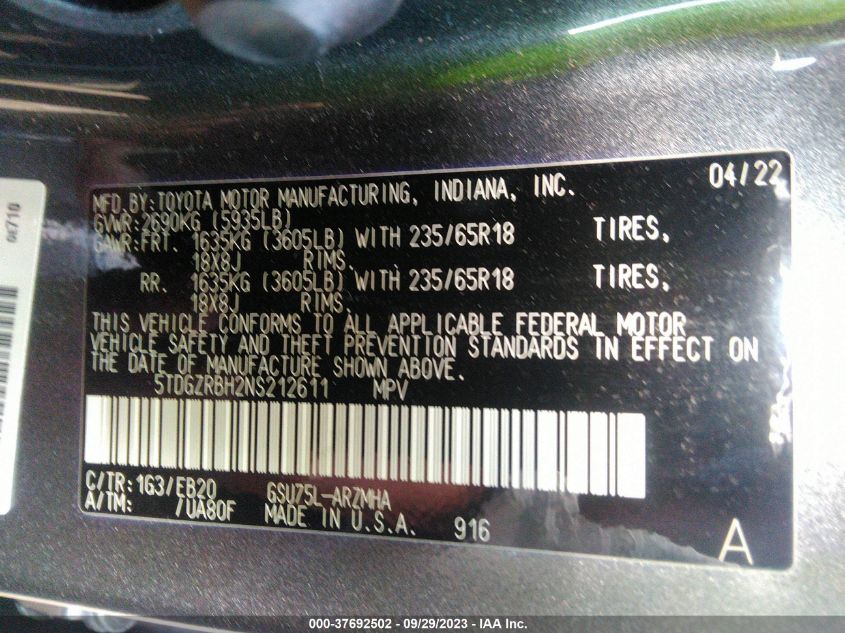 MFD. BY:TOYOTA MOTOR MANUFACTURING, INDIANA, INC. 04/22
GVWR:2690KG (5935LB)
GAWR:FRT. 1635KG (3605LB) WITH 235/65R18 TIRES,
18X8J RIMS.
RR. 1635KG (3605LB) WITH 235/65R18 TIRES,
18X8J RIMS.
THIS VEHICLE CONFORMS TO ALL APPLICABLE FEDERAL MOTOR
VEHICLE SAFETY AND THEFT PREVENTION STANDARDS IN EFFECT ON
THE DATE OF MANUFACTURE SHOWN ABOVE.
5TDGZRBH2NS212611 MPV
C/TR:1G3/EB20 GSU75L-ARZMHA
A/TM: /UA80F MADE IN U.S.A. 916
A
000-37692502 - 09/29/2023 - IAA Inc.